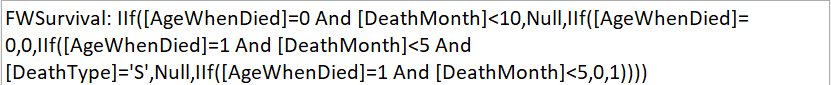 FWSurvival: IIf([AgeWhenDied]=0 And [DeathMonth]<10,Null,IIf([AgeWhenDied]=
0,0,IIf([AgeWhenDied]=1 And [DeathMonth]<5 And
[DeathType]='S',Null,IIf([AgeWhenDied]=1 And [DeathMonth]<5,0,1))))